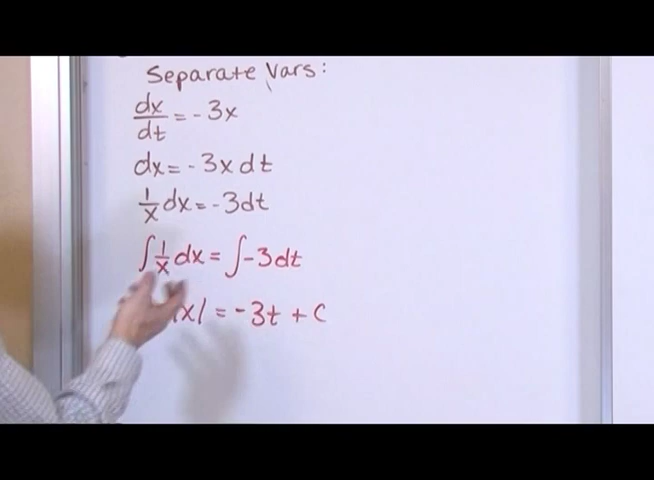 Separate Vars:
dx/dt = -3x
dx = -3x dt
1/x dx = -3dt
∫ 1/x dx = ∫ -3dt
|x| = -3t + C